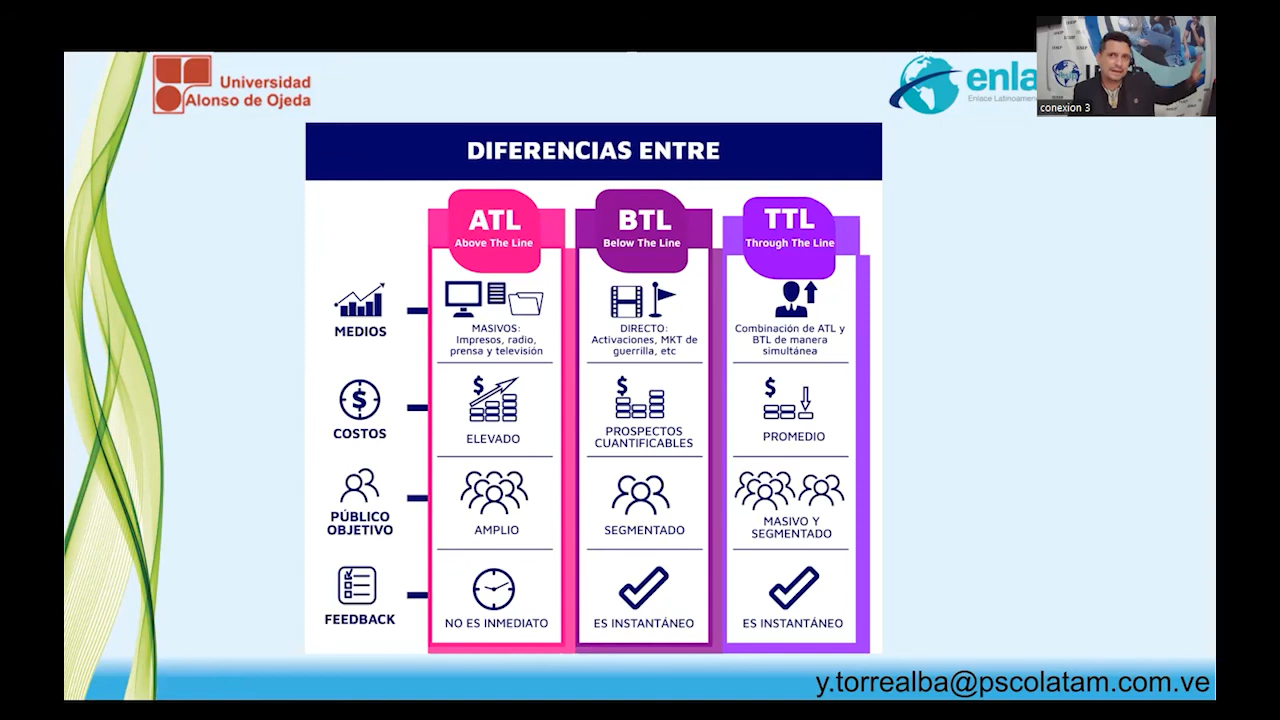 Universidad
Alonso de Ojeda
enla
Enlace Latinoame
conexion 3
DIFERENCIAS ENTRE
ATL
Above The Line
BTL
Below The Line
TTL
Through The Line
MEDIOS
MASIVOS:
Impresos, radio,
prensa y televisión
DIRECTO:
Activaciones, MKT de
guerrilla, etc
Combinación de ATL y
BTL de manera
simultánea
COSTOS
ELEVADO
PROSPECTOS
CUANTIFICABLES
PROMEDIO
PÚBLICO
OBJETIVO
AMPLIO
SEGMENTADO
MASIVO Y
SEGMENTADO
FEEDBACK
NO ES INMEDIATO
ES INSTANTÁNEO
ES INSTANTÁNEO
y.torrealba@pscolatam.com.ve